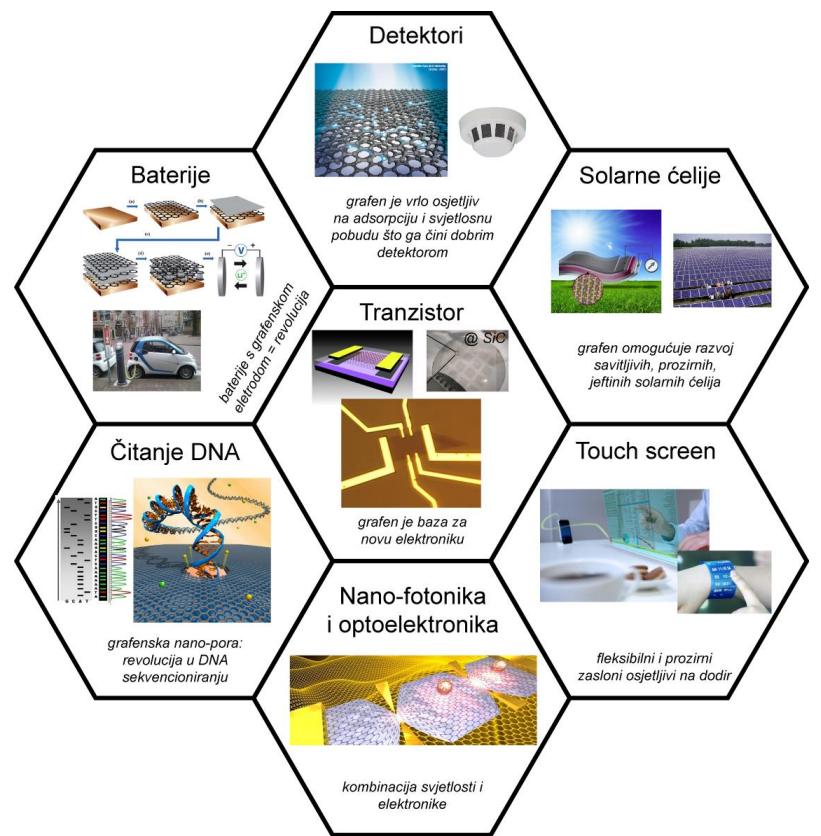 Detektori
grafen je vrlo osjetljiv
na adsorpciju i svjetlosnu
pobudu što ga čini dobrim
detektorom
Baterije
(a)
(b)
(c)
(d)
(e)
− V +
Li⁺
baterije s grafenskom
eletrodom = revolucija
Solarne ćelije
grafen omogućuje razvoj
savitljivih, prozirnih,
jeftinih solarnih ćelija
Tranzistor
@ SiC
grafen je baza za
novu elektroniku
Čitanje DNA
G C A T
grafenska nano-pora:
revolucija u DNA
sekvencioniranju
Touch screen
fleksibilni i prozirni
zasloni osjetljivi na dodir
Nano-fotonika
i optoelektronika
kombinacija svjetlosti i
elektronike